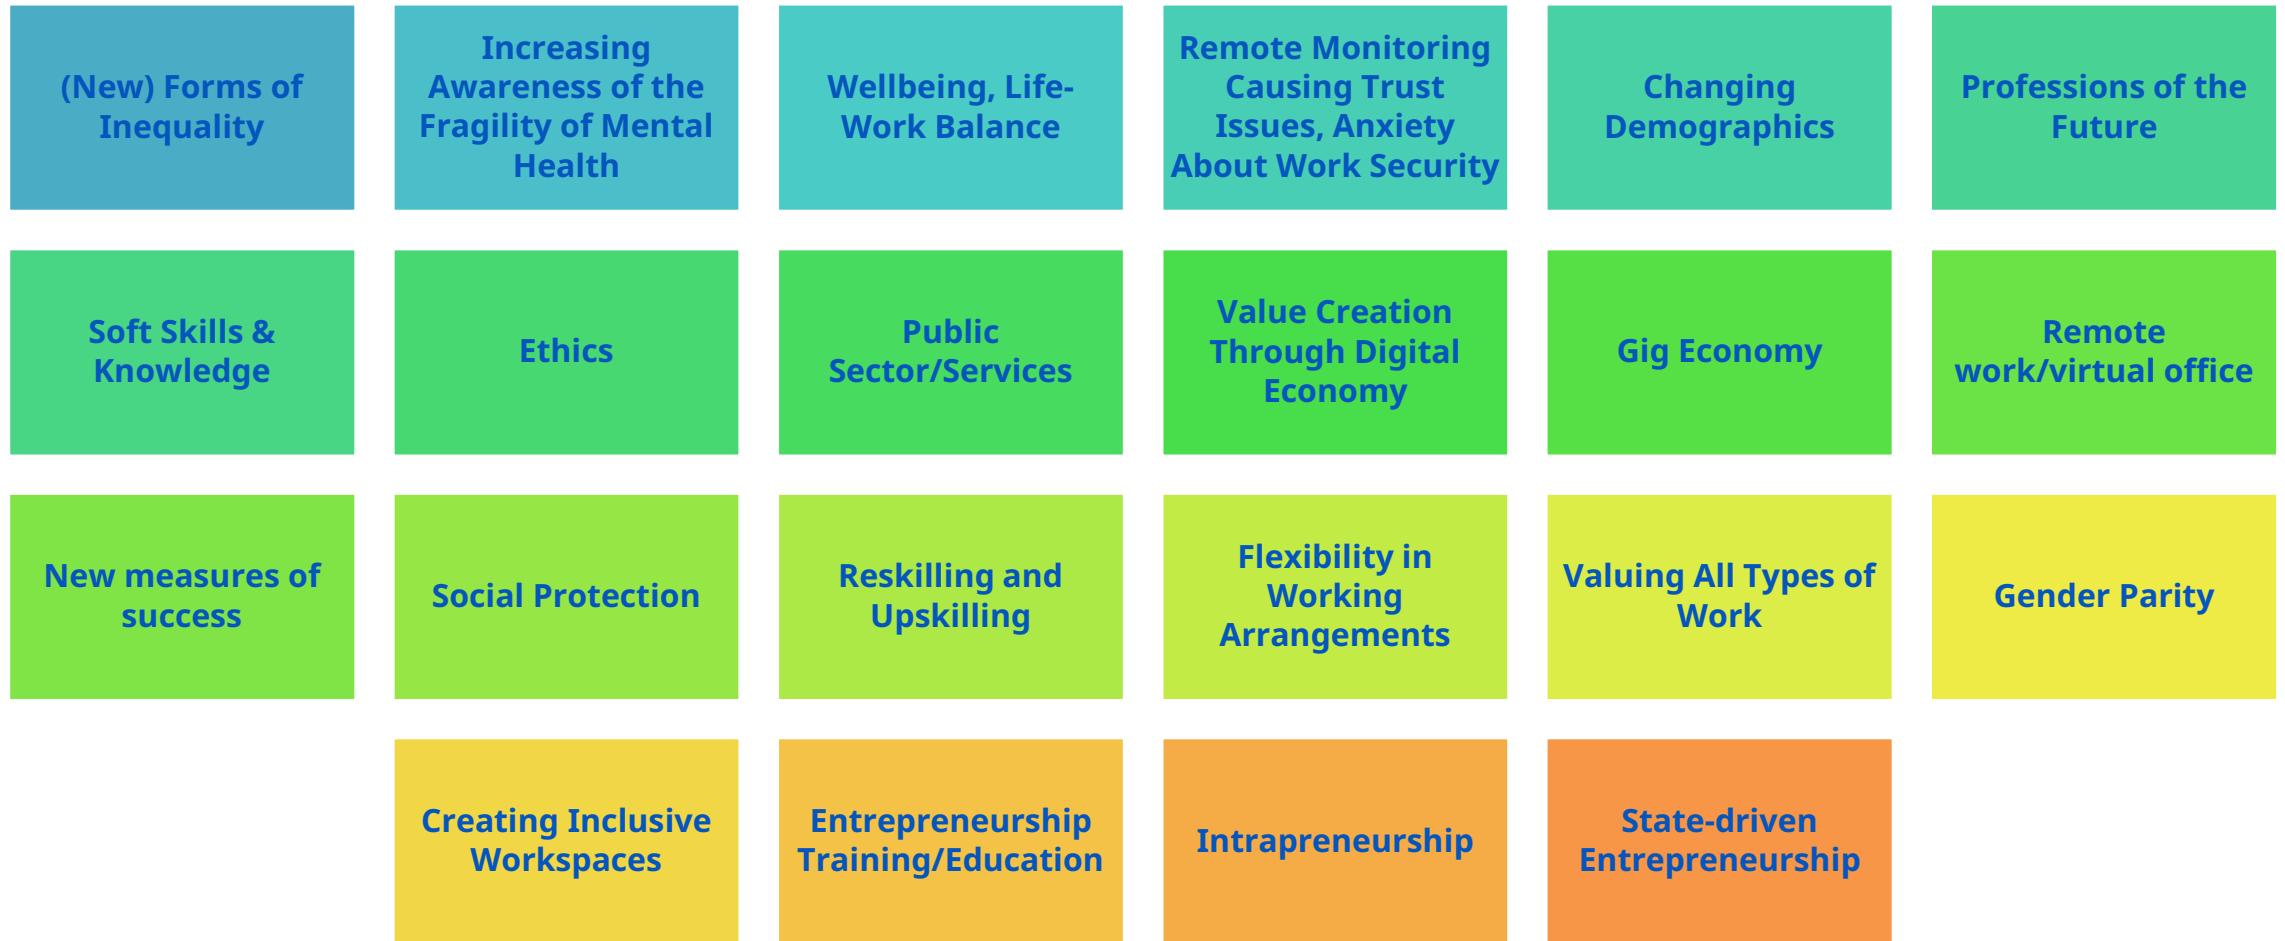 (New) Forms of
Inequality
Increasing
Awareness of the
Fragility of Mental
Health
Wellbeing, Life-
Work Balance
Remote Monitoring
Causing Trust
Issues, Anxiety
About Work Security
Changing
Demographics
Professions of the
Future
Soft Skills &
Knowledge
Ethics
Public
Sector/Services
Value Creation
Through Digital
Economy
Gig Economy
Remote
work/virtual office
New measures of
success
Social Protection
Reskilling and
Upskilling
Flexibility in
Working
Arrangements
Valuing All Types of
Work
Gender Parity
Creating Inclusive
Workspaces
Entrepreneurship
Training/Education
Intrapreneurship
State-driven
Entrepreneurship